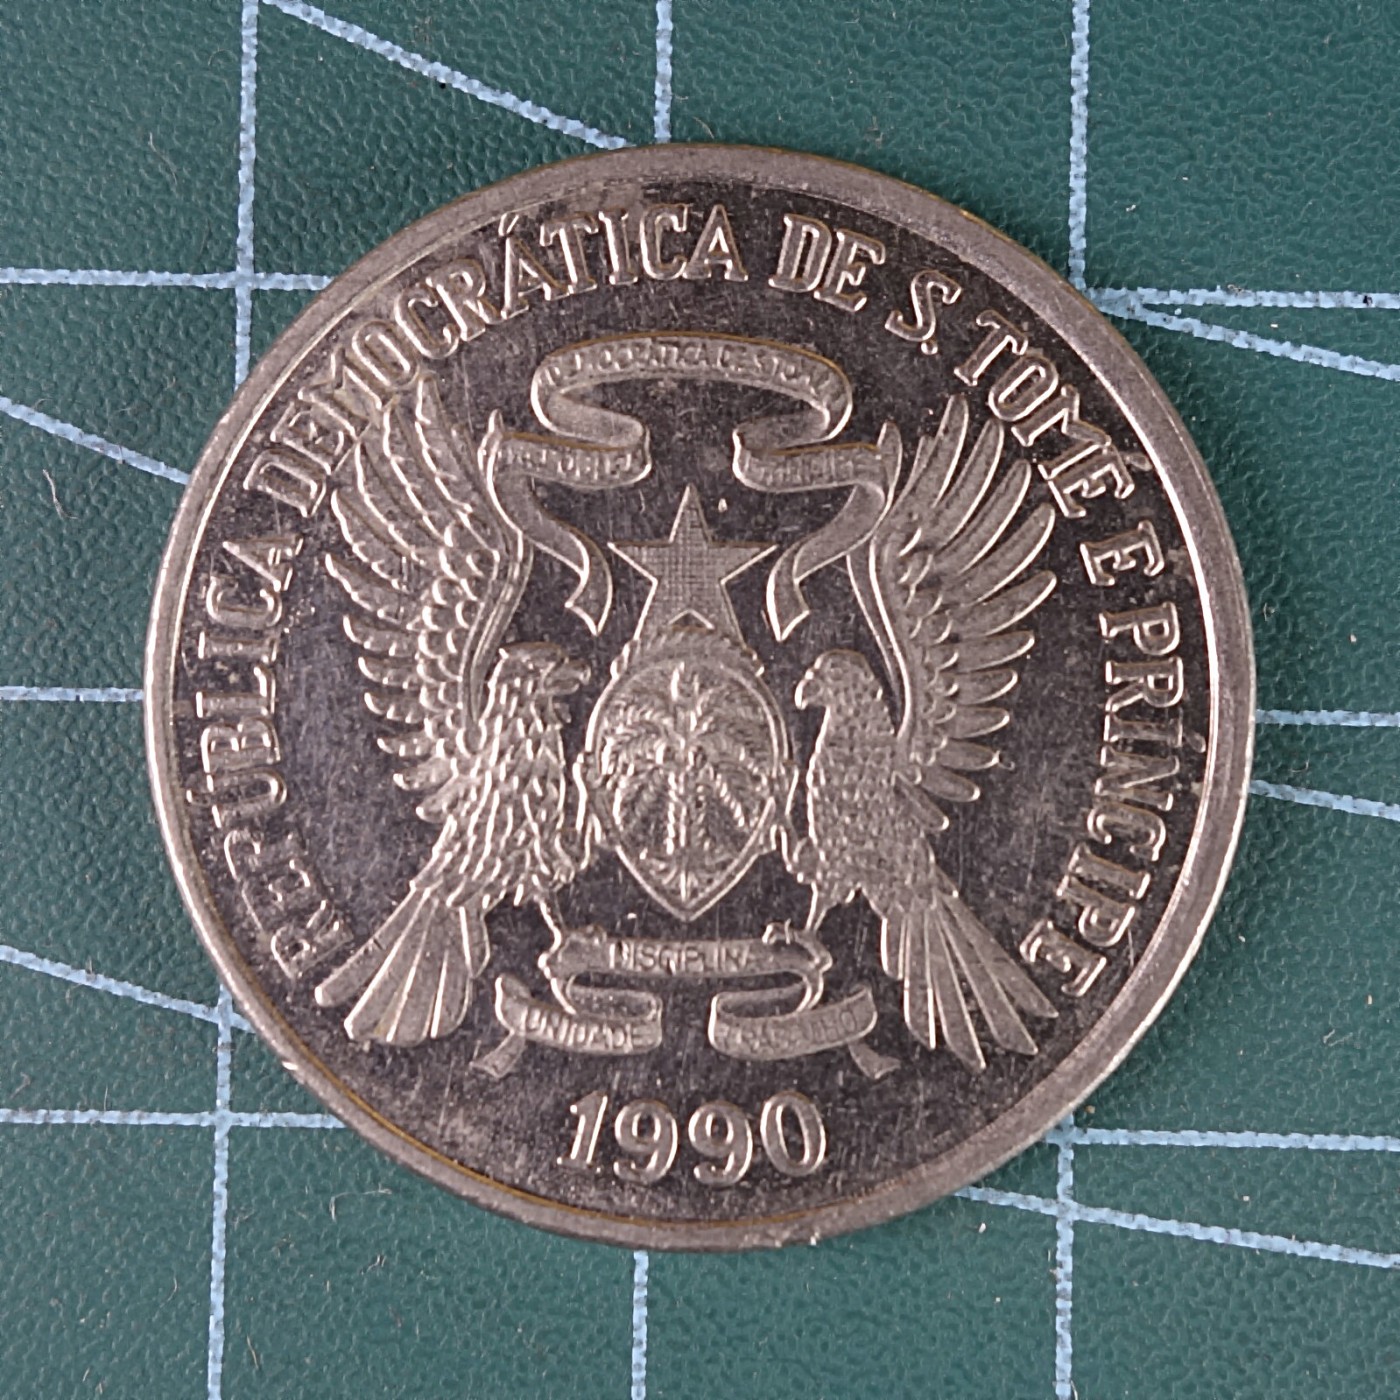 REPÚBLICA DEMOCRÁTICA DE S. TOMÉ E PRÍNCIPE
DISCIPLINA
UNIDADE
1990